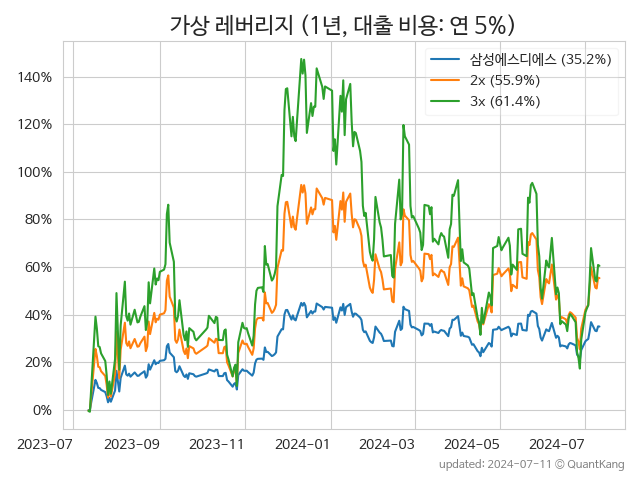 가상 레버리지 (1년, 대출 비용: 연 5%)
삼성에스디에스 (35.2%)
2x (55.9%)
3x (61.4%)
140%
120%
100%
80%
60%
40%
20%
0%
2023-07 2023-09 2023-11 2024-01 2024-03 2024-05 2024-07
updated: 2024-07-11 © QuantKang